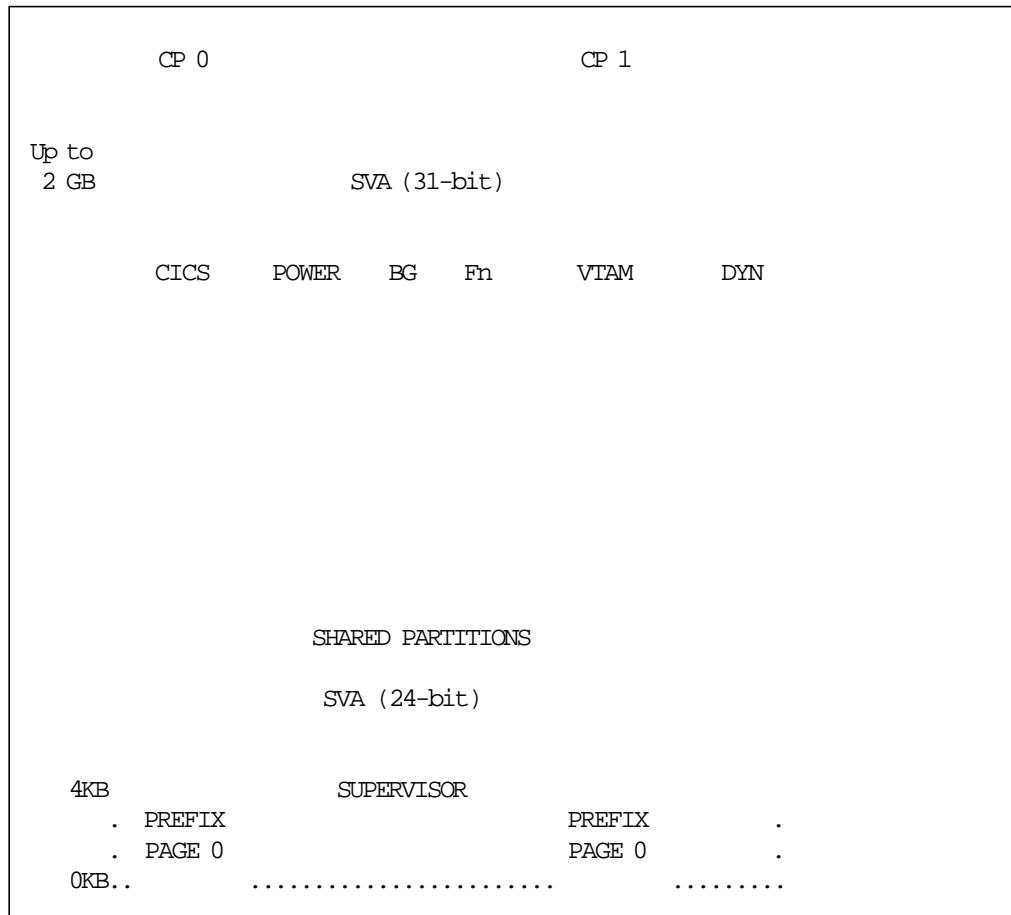 CP 0 CP 1
Up to
2 GB SVA (31-bit)
CICS POWER BG Fn VTAM DYN
SHARED PARTITIONS
SVA (24-bit)
4KB SUPERVISOR
. PREFIX PREFIX .
. PAGE 0 PAGE 0 .
0KB.. ........................ .........